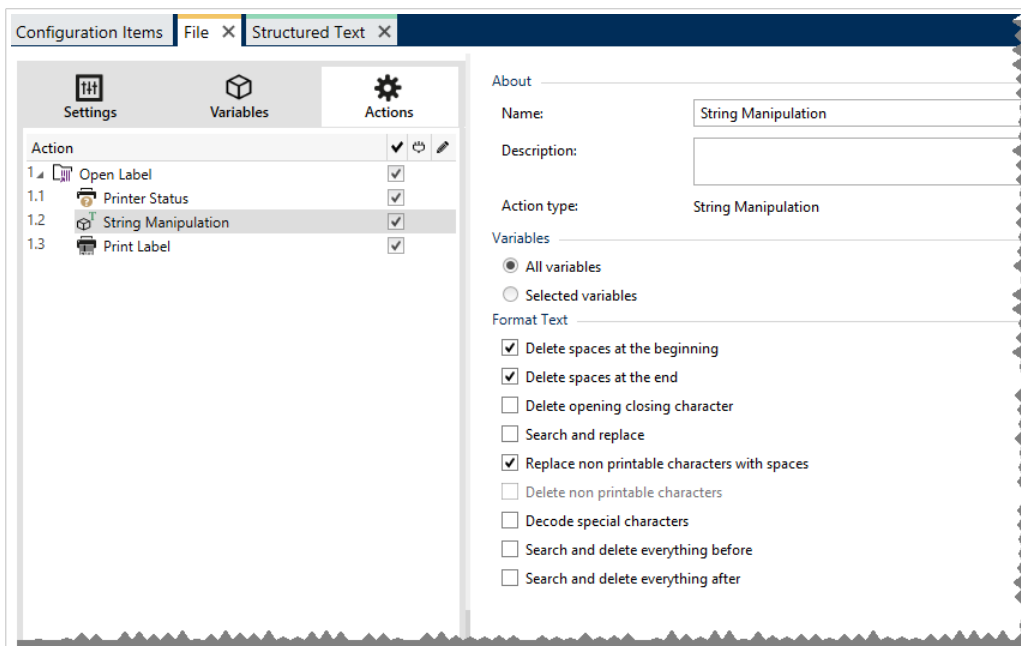 Configuration Items File Structured Text
Settings Variables Actions
Action
1 Open Label
1.1 Printer Status
1.2 String Manipulation
1.3 Print Label
About
Name: String Manipulation
Description:
Action type: String Manipulation
Variables
All variables
Selected variables
Format Text
Delete spaces at the beginning
Delete spaces at the end
Delete opening closing character
Search and replace
Replace non printable characters with spaces
Delete non printable characters
Decode special characters
Search and delete everything before
Search and delete everything after